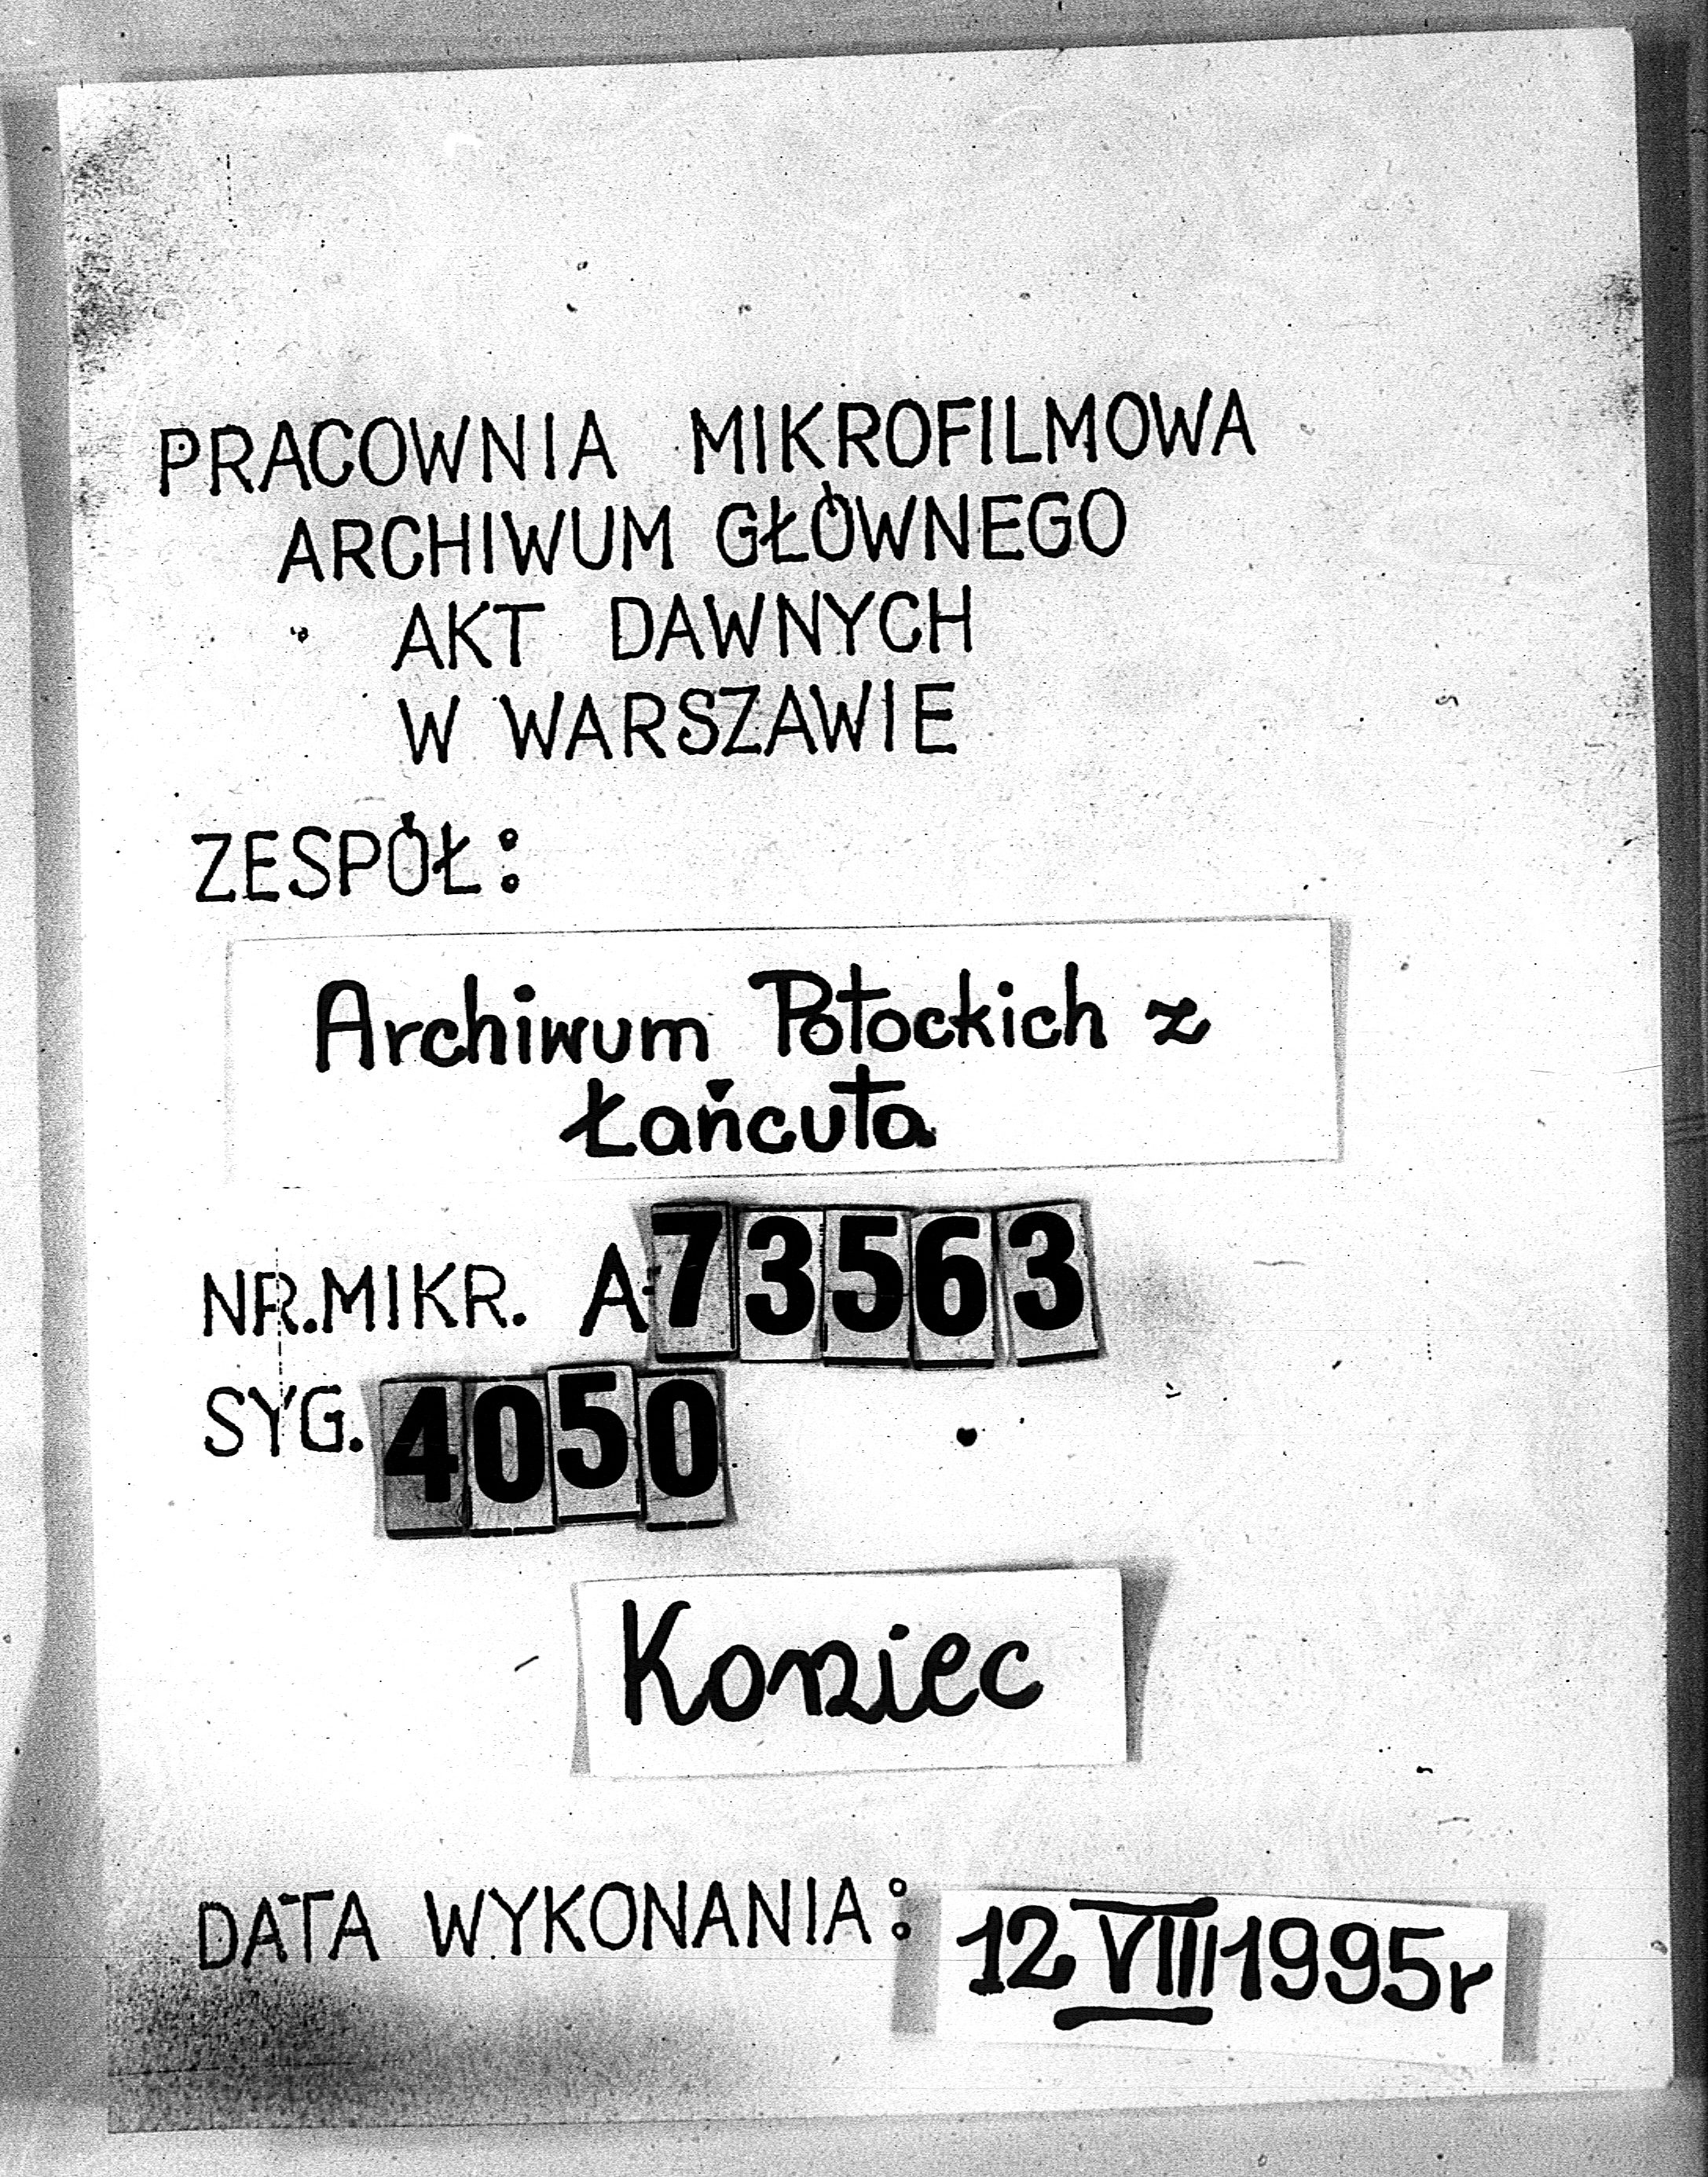 PRACOWNIA MIKROFILMOWA
ARCHIWUM GŁÓWNEGO
AKT DAWNYCH
W WARSZAWIE
ZESPÓŁ:
Archiwum Potockich z
Łańcuta
NR.MIKR. A 73563
SYG. 4050
Koniec
DATA WYKONANIA: 12 VIII 1995r